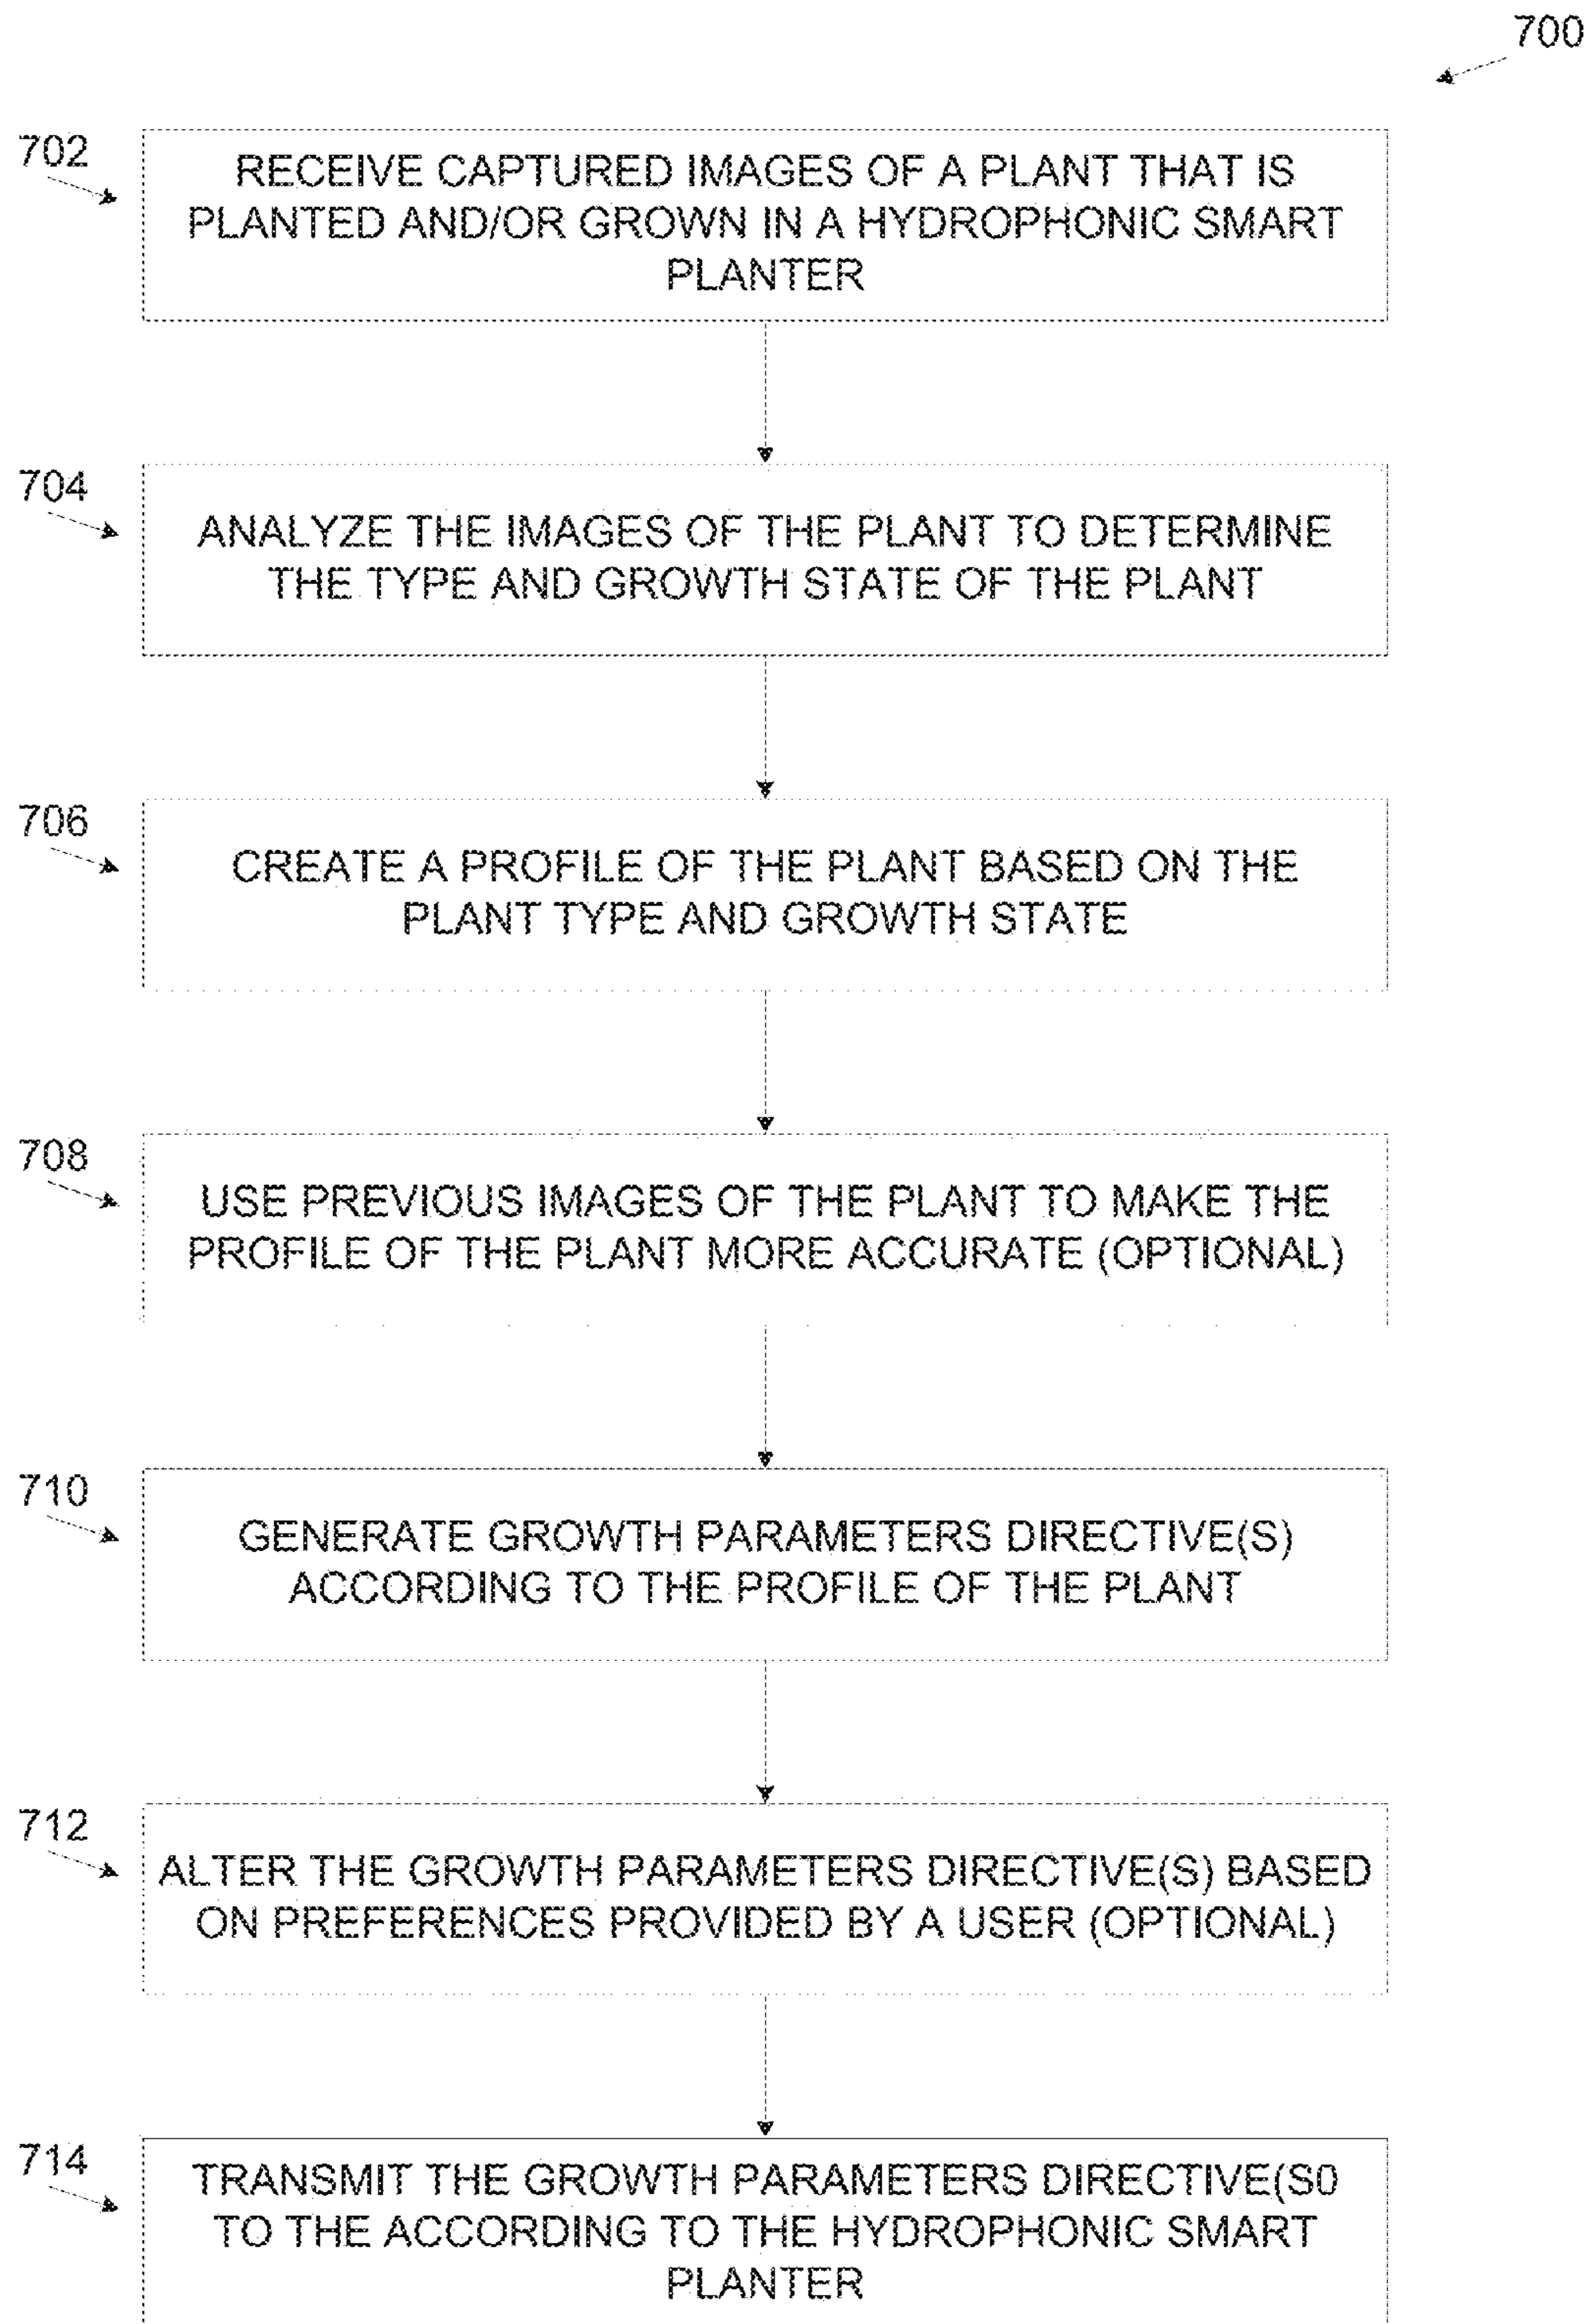 700
702
RECEIVE CAPTURED IMAGES OF A PLANT THAT IS
PLANTED AND/OR GROWN IN A HYDROPHONIC SMART
PLANTER
704
ANALYZE THE IMAGES OF THE PLANT TO DETERMINE
THE TYPE AND GROWTH STATE OF THE PLANT
706
CREATE A PROFILE OF THE PLANT BASED ON THE
PLANT TYPE AND GROWTH STATE
708
USE PREVIOUS IMAGES OF THE PLANT TO MAKE THE
PROFILE OF THE PLANT MORE ACCURATE (OPTIONAL)
710
GENERATE GROWTH PARAMETERS DIRECTIVE(S)
ACCORDING TO THE PROFILE OF THE PLANT
712
ALTER THE GROWTH PARAMETERS DIRECTIVE(S) BASED
ON PREFERENCES PROVIDED BY A USER (OPTIONAL)
714
TRANSMIT THE GROWTH PARAMETERS DIRECTIVE(S0
TO THE ACCORDING TO THE HYDROPHONIC SMART
PLANTER